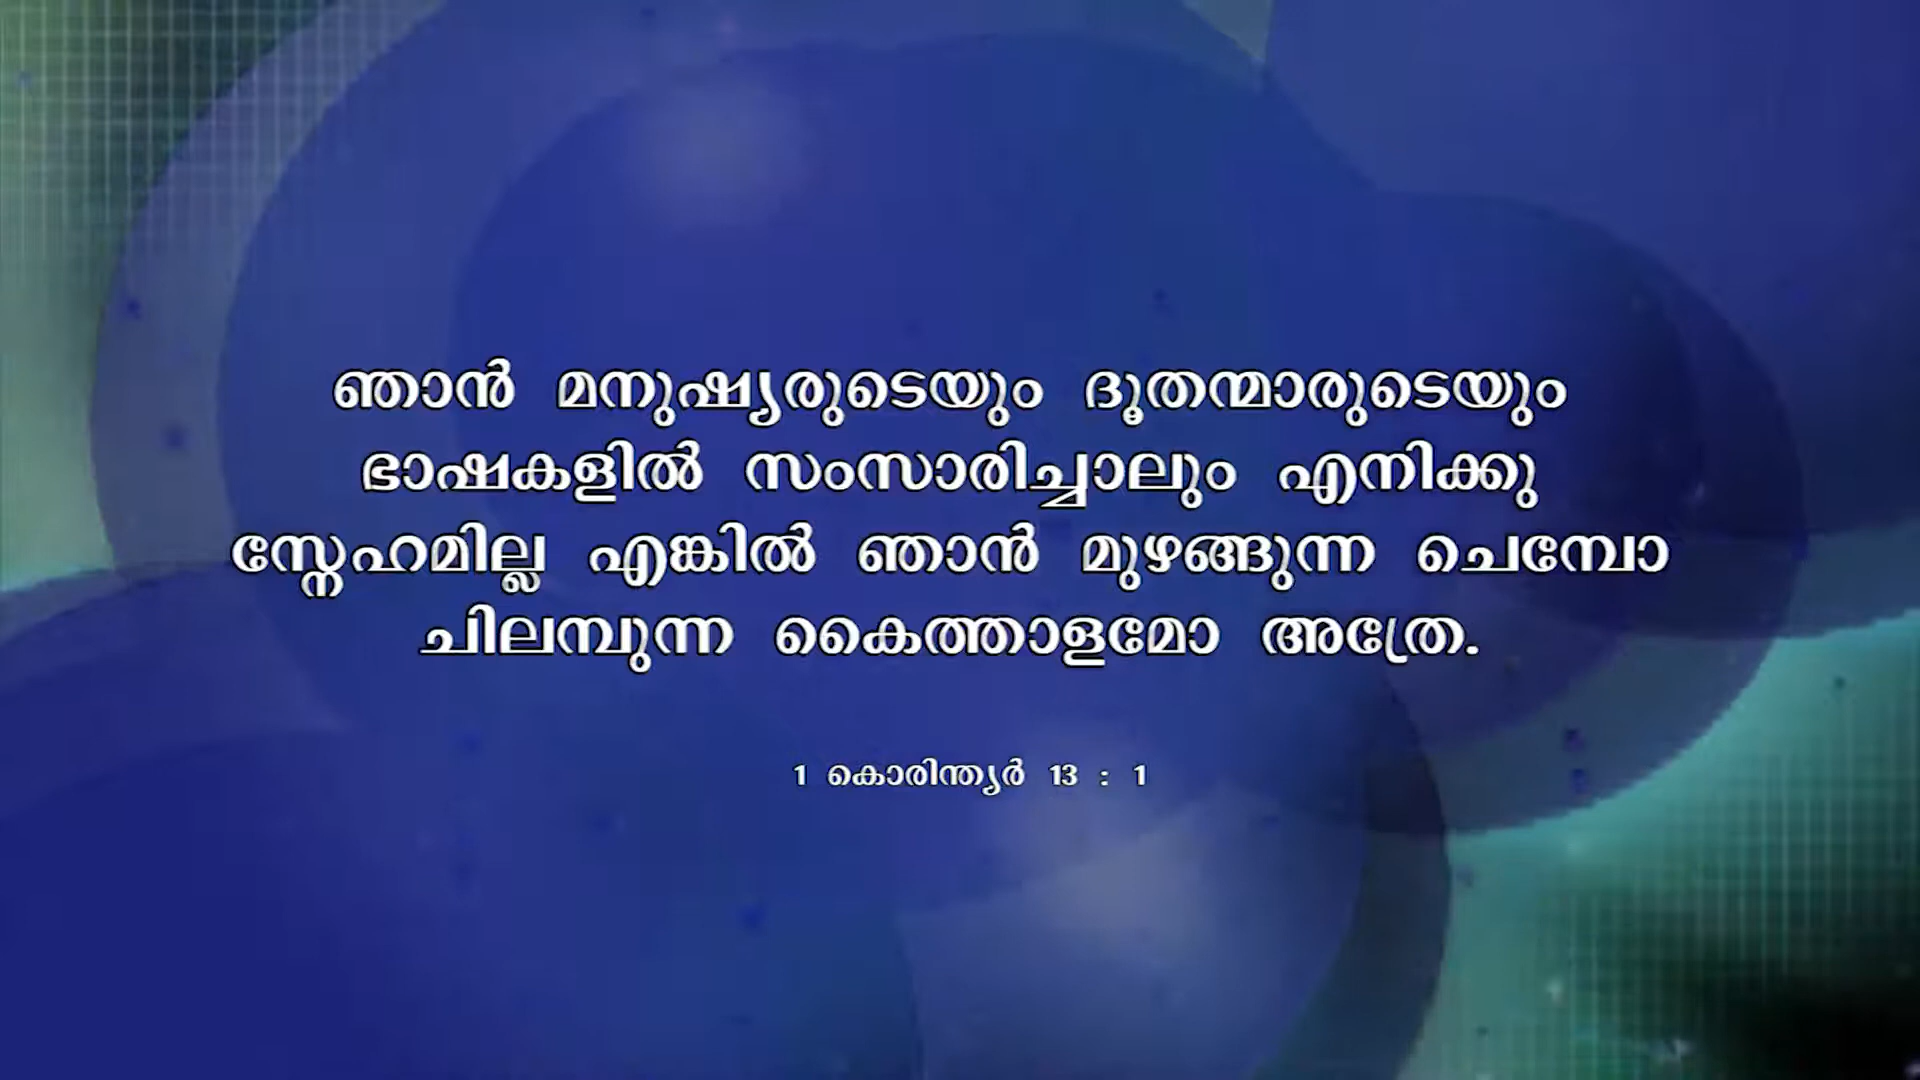 ഞാൻ മനുഷ്യരുടെയും ദൂതന്മാരുടെയും
ഭാഷകളിൽ സംസാരിച്ചാലും എനിക്കു
സ്നേഹമില്ല എങ്കിൽ ഞാൻ മുഴങ്ങുന്ന ചെമ്പോ
ചിലമ്പുന്ന കൈത്താളമോ അത്രേ.
1 കൊരിന്ത്യർ 13 : 1